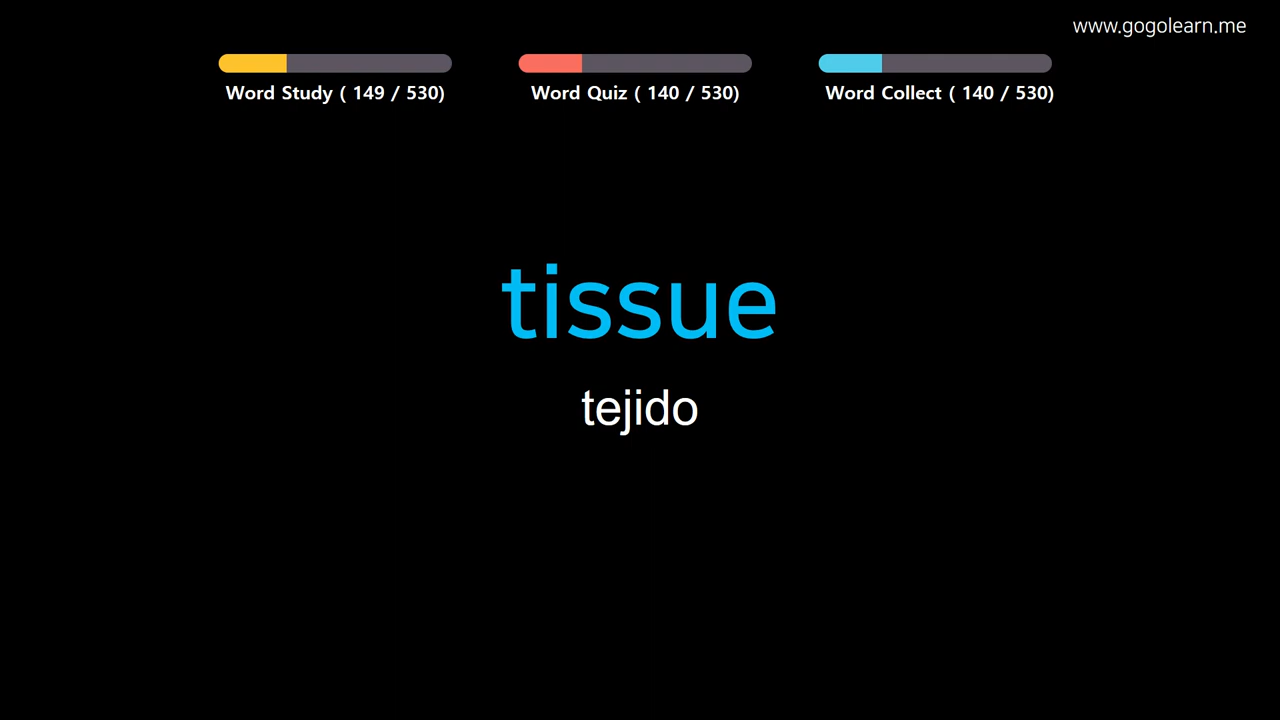 www.gogolearn.me
Word Study ( 149 / 530)
Word Quiz ( 140 / 530)
Word Collect ( 140 / 530)
tissue
tejido